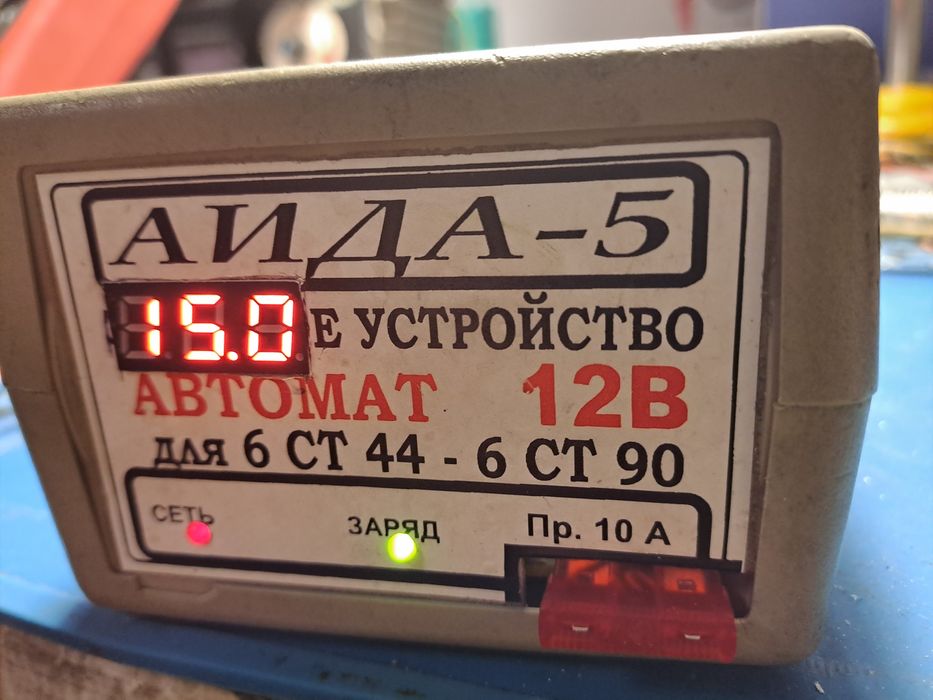 АИДА-5
15.0 Е УСТРОЙСТВО
АВТОМАТ 12В
для 6 СТ 44 - 6 СТ 90
СЕТЬ ЗАРЯД Пр. 10 А